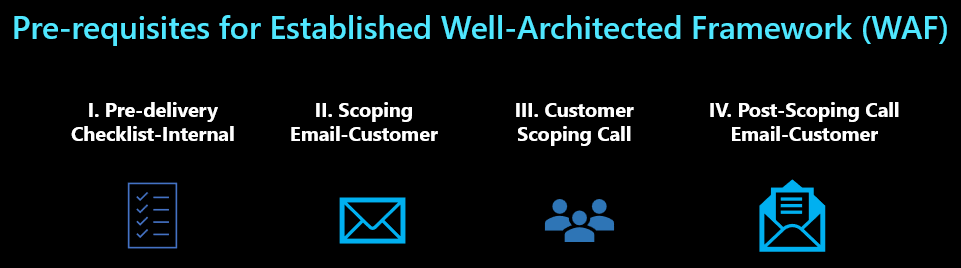 Pre-requisites for Established Well-Architected Framework (WAF)
I. Pre-delivery
Checklist-Internal
II. Scoping
Email-Customer
III. Customer
Scoping Call
IV. Post-Scoping Call
Email-Customer